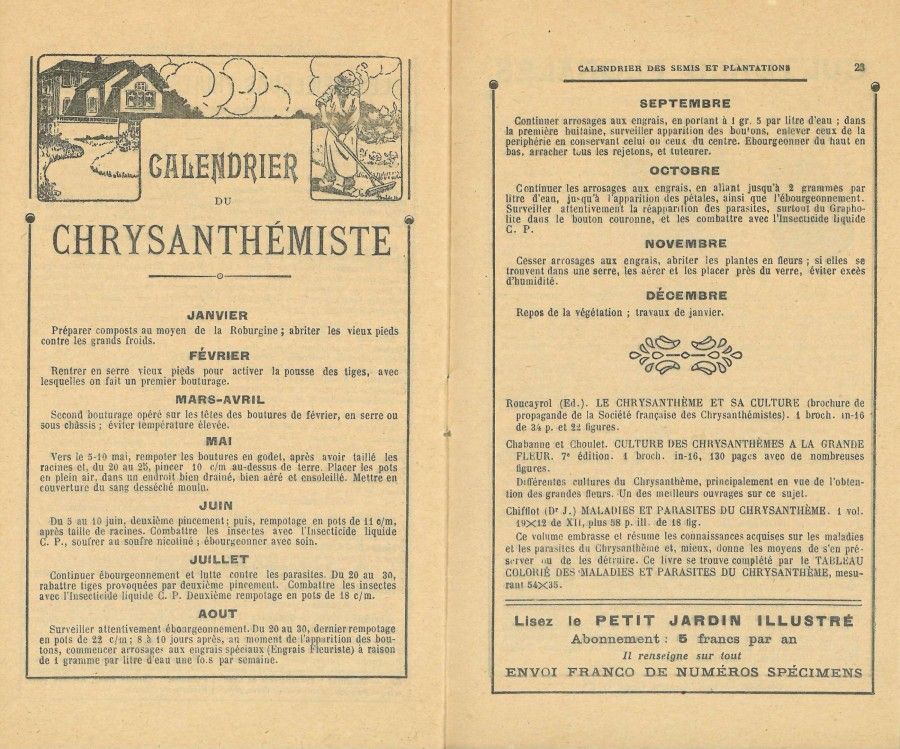 CALENDRIER
DU
CHRYSANTHÉMISTE
JANVIER
Préparer composts au moyen de la Roburgine ; abriter les vieux pieds
contre les grands froids.
FÉVRIER
Rentrer en serre vieux pieds pour activer la pousse des tiges, avec
lesquelles on fait un premier bouturage.
MARS-AVRIL
Second bouturage opéré sur les têtes des boutures de février, en serre ou
sous châssis ; éviter température élevée.
MAI
Vers le 5-10 mai, rempoter les boutures en godet, après avoir taillé les
racines et, du 20 au 25, pincer 10 c/m au-dessus de terre. Placer les pots
en plein air, dans un endroit bien drainé, bien aéré et ensoleillé. Mettre en
couverture du sang desséché moulu.
JUIN
Du 5 au 10 juin, deuxième pincement ; puis, rempotage en pots de 11 c/m,
après taille de racines. Combattre les insectes avec l'Insecticide liquide
C. P., soufrer au soufre nicotiné ; ébourgeonner avec soin.
JUILLET
Continuer ébourgeonnement et lutte contre les parasites. Du 20 au 30,
rabattre tiges provoquées par deuxième pincement. Combattre les insectes
avec l'Insecticide liquide C. P. Deuxième rempotage en pots de 18 c/m.
AOUT
Surveiller attentivement ébourgeonnement. Du 20 au 30, dernier rempotage
en pots de 22 c/m ; 8 à 10 jours après, au moment de l'apparition des bou-
tons, commencer arrosages aux engrais spéciaux (Engrais Fleuriste) à raison
de 1 gramme par litre d'eau une fois par semaine.
CALENDRIER DES SEMIS ET PLANTATIONS 23
SEPTEMBRE
Continuer arrosages aux engrais, en portant à 1 gr. 5 par litre d'eau ; dans
la première huitaine, surveiller apparition des boutons, enlever ceux de la
périphérie en conservant celui ou ceux du centre. Ebourgeonner du haut en
bas, arracher tous les rejetons, et tuteurer.
OCTOBRE
Continuer les arrosages aux engrais, en allant jusqu'à 2 grammes par
litre d'eau, jusqu'à l'apparition des pétales, ainsi que l'ébourgeonnement.
Surveiller attentivement la réapparition des parasites, surtout du Grapho-
lite dans le bouton couronne, et les combattre avec l'Insecticide liquide
C. P.
NOVEMBRE
Cesser arrosages aux engrais, abriter les plantes en fleurs ; si elles se
trouvent dans une serre, les aérer et les placer près du verre, éviter excès
d'humidité.
DÉCEMBRE
Repos de la végétation ; travaux de janvier.
Roucayrol (Ed.). LE CHRYSANTHÈME ET SA CULTURE (brochure de
propagande de la Société française des Chrysanthémistes). 1 broch. in-16
de 34 p. et 22 figures.
Chabanne et Choulet. CULTURE DES CHRYSANTHÈMES A LA GRANDE
FLEUR. 7e édition. 1 broch. in-16, 130 pages avec de nombreuses
figures.
Différentes cultures du Chrysanthème, principalement en vue de l'obten-
tion des grandes fleurs. Un des meilleurs ouvrages sur ce sujet.
Chifflot (Dr J.) MALADIES ET PARASITES DU CHRYSANTHÈME. 1 vol.
19×12 de XII, plus 58 p. ill. de 18 fig.
Ce volume embrasse et résume les connaissances acquises sur les maladies
et les parasites du Chrysanthème et, mieux, donne les moyens de s'en pré-
server ou de les détruire. Ce livre se trouve complété par le TABLEAU
COLORIÉ DES MALADIES ET PARASITES DU CHRYSANTHÈME, mesu-
rant 54×35.
Lisez le PETIT JARDIN ILLUSTRÉ
Abonnement : 5 francs par an
Il renseigne sur tout
ENVOI FRANCO DE NUMÉROS SPÉCIMENS